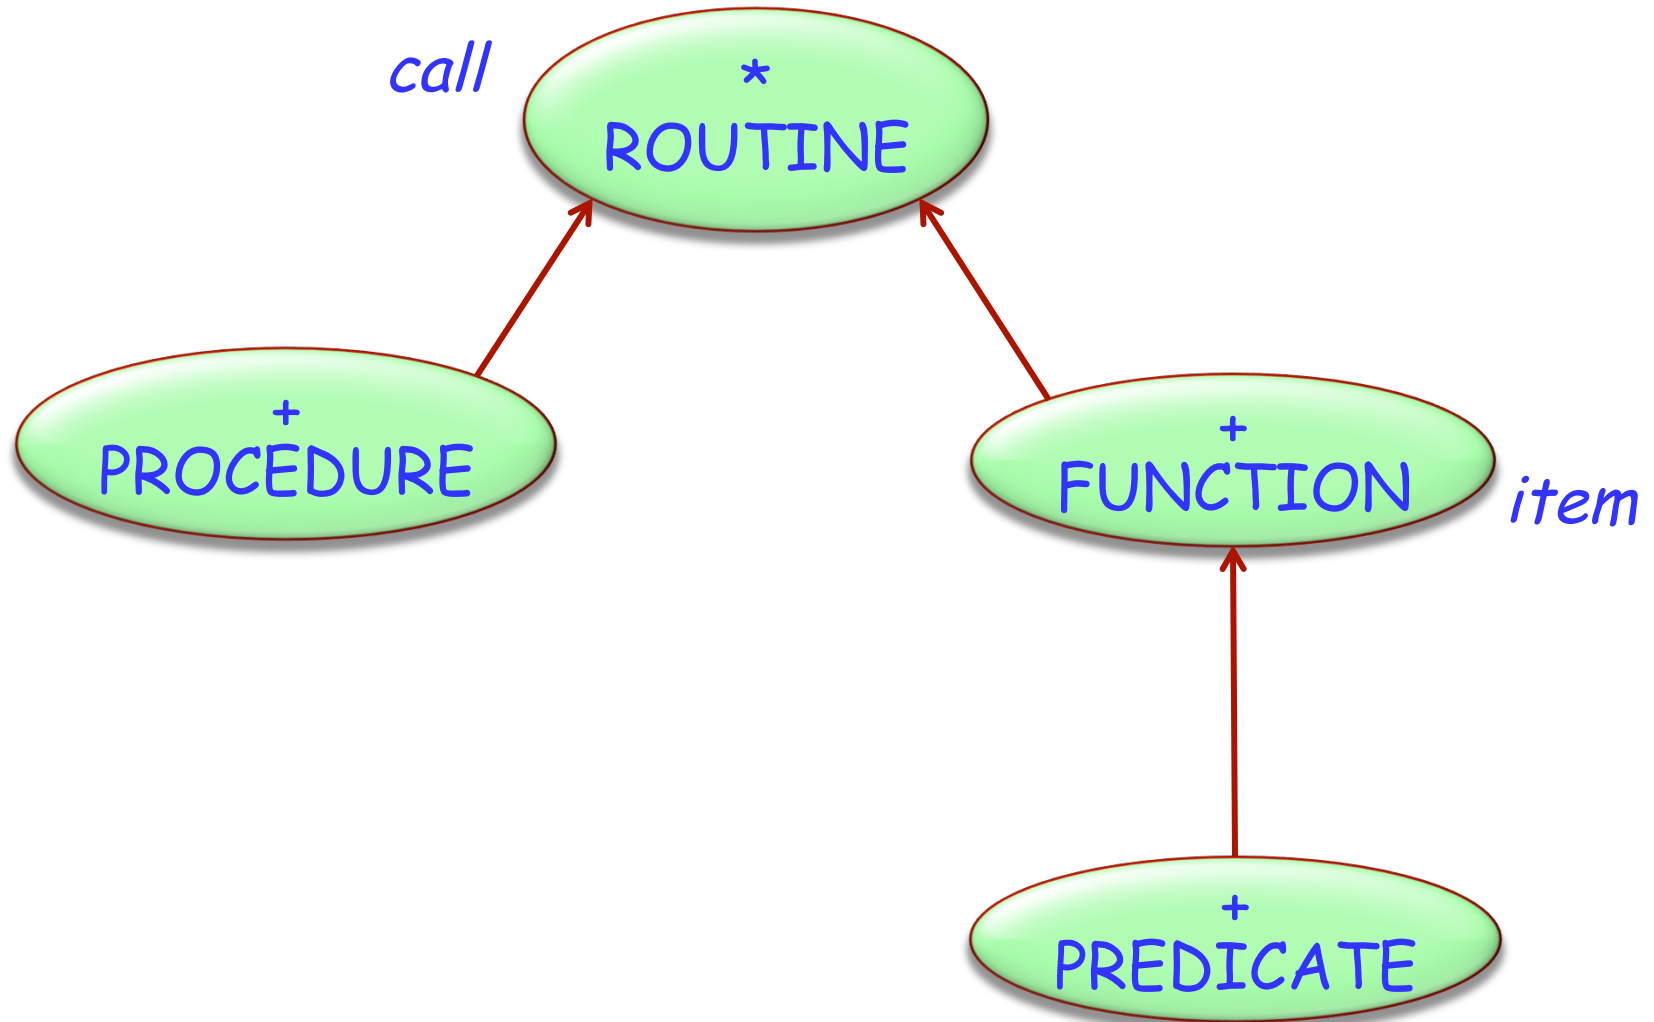 call
*
ROUTINE
+
PROCEDURE
+
FUNCTION
item
+
PREDICATE